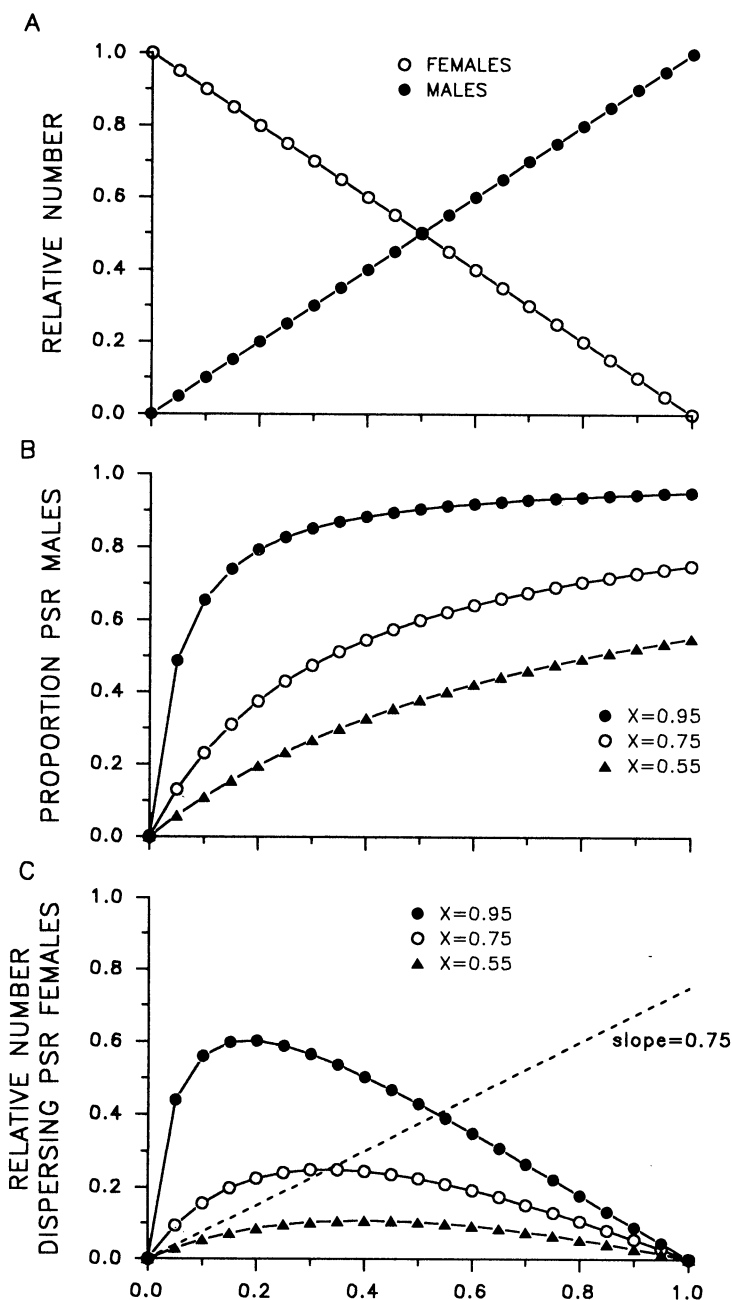 A
RELATIVE NUMBER
1.0
0.8
0.6
0.4
0.2
0.0
FEMALES
MALES
B
PROPORTION PSR MALES
1.0
0.8
0.6
0.4
0.2
0.0
X=0.95
X=0.75
X=0.55
C
RELATIVE NUMBER
DISPERSING PSR FEMALES
1.0
0.8
0.6
0.4
0.2
0.0
X=0.95
X=0.75
X=0.55
slope=0.75
0.0 0.2 0.4 0.6 0.8 1.0